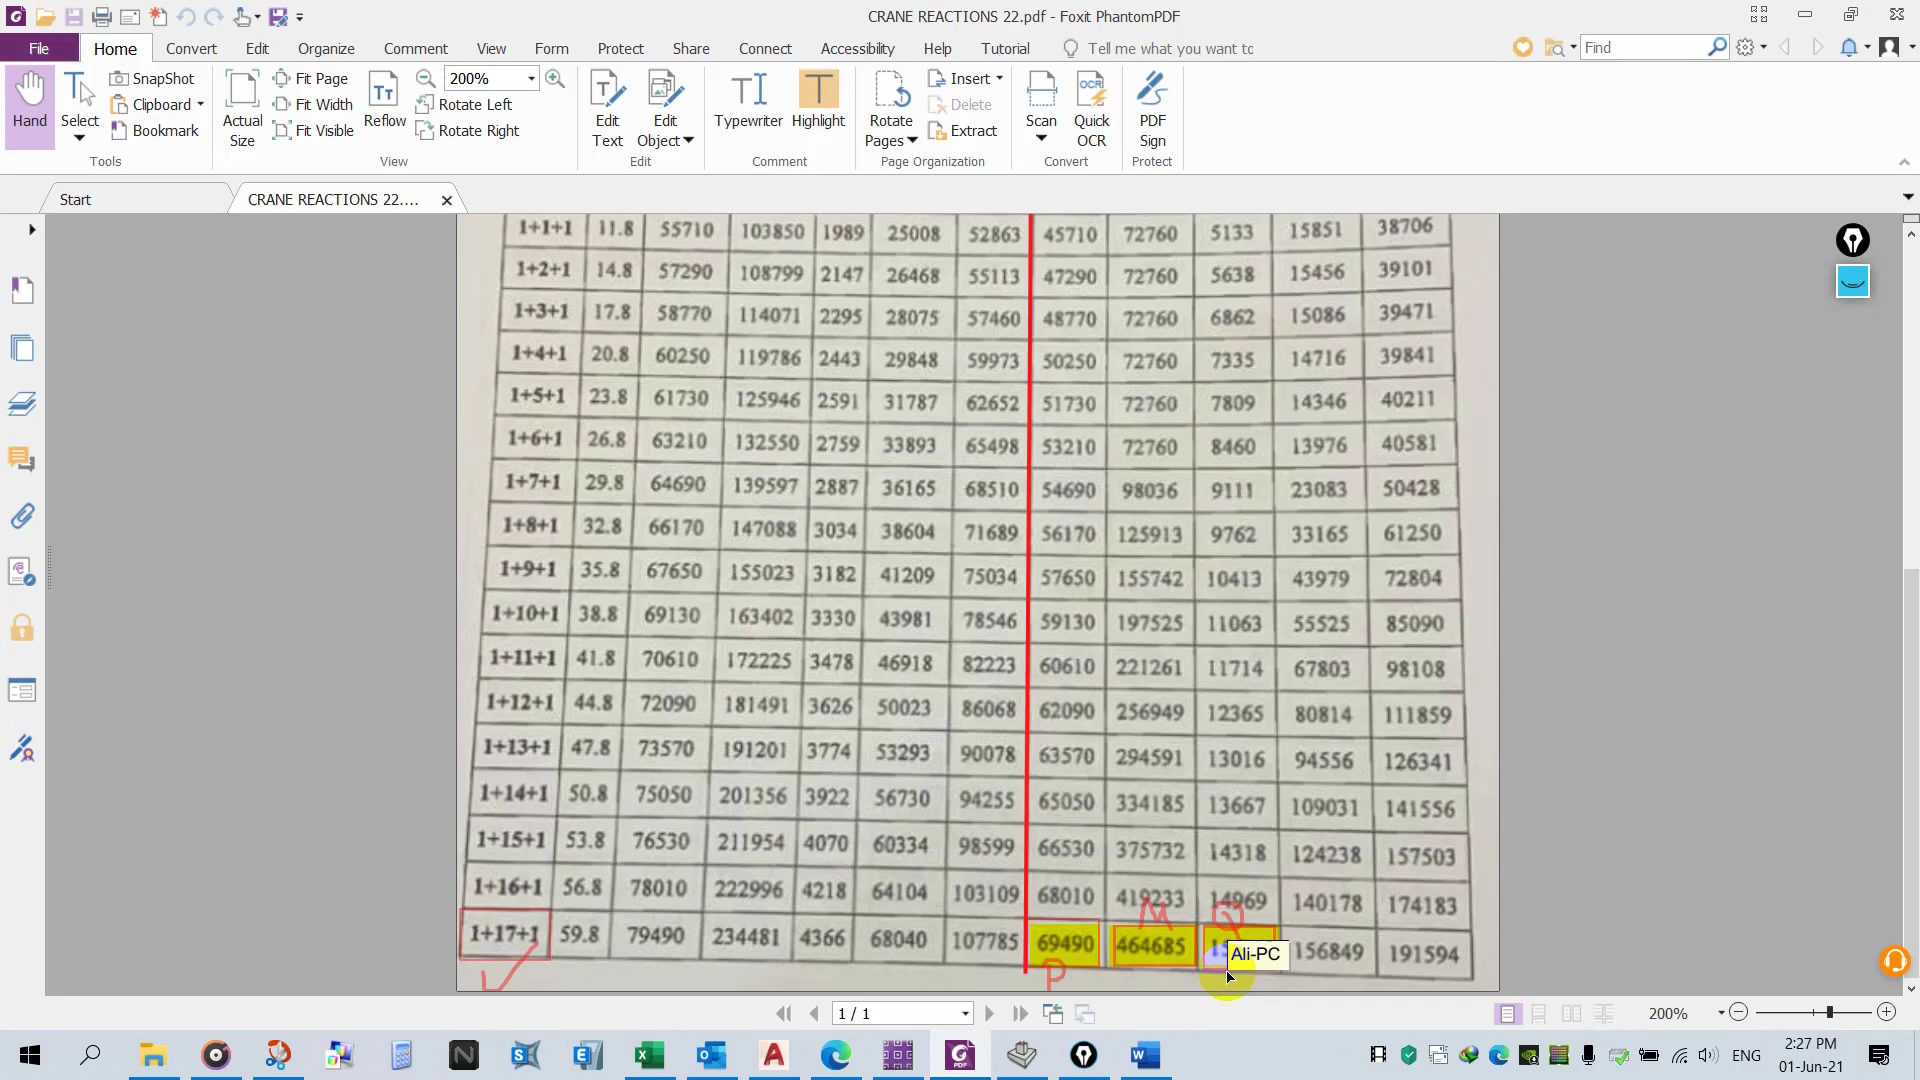 CRANE REACTIONS 22.pdf - Foxit PhantomPDF
File Home Convert Edit Organize Comment View Form Protect Share Connect Accessibility Help Tutorial Tell me what you want to Find
Hand
Select
SnapShot
Clipboard
Bookmark
Tools
Actual Size
Fit Page
Fit Width
Fit Visible
Reflow
200%
Rotate Left
Rotate Right
View
Edit Text
Edit Object
Edit
Typewriter
Highlight
Comment
Rotate Pages
Insert
Delete
Extract
Page Organization
Scan
Quick OCR
Convert
PDF Sign
Protect
Start
CRANE REACTIONS 22....
1+1+1 11.8 55710 103850 1989 25008 52863 45710 72760 5133 15851 38706
1+2+1 14.8 57290 108799 2147 26468 55113 47290 72760 5638 15456 39101
1+3+1 17.8 58770 114071 2295 28075 57460 48770 72760 6862 15086 39471
1+4+1 20.8 60250 119786 2443 29848 59973 50250 72760 7335 14716 39841
1+5+1 23.8 61730 125946 2591 31787 62652 51730 72760 7809 14346 40211
1+6+1 26.8 63210 132550 2759 33893 65498 53210 72760 8460 13976 40581
1+7+1 29.8 64690 139597 2887 36165 68510 54690 98036 9111 23083 50428
1+8+1 32.8 66170 147088 3034 38604 71689 56170 125913 9762 33165 61250
1+9+1 35.8 67650 155023 3182 41209 75034 57650 155742 10413 43979 72804
1+10+1 38.8 69130 163402 3330 43981 78546 59130 197525 11063 55525 85090
1+11+1 41.8 70610 172225 3478 46918 82223 60610 221261 11714 67803 98108
1+12+1 44.8 72090 181491 3626 50023 86068 62090 256949 12365 80814 111859
1+13+1 47.8 73570 191201 3774 53293 90078 63570 294591 13016 94556 126341
1+14+1 50.8 75050 201356 3922 56730 94255 65050 334185 13667 109031 141556
1+15+1 53.8 76530 211954 4070 60334 98599 66530 375732 14318 124238 157503
1+16+1 56.8 78010 222996 4218 64104 103109 68010 419233 14969 140178 174183
M Q
1+17+1 59.8 79490 234481 4366 68040 107785 69490 464685 156849 191594
Ali-PC
P
1 / 1
200%
ENG
2:27 PM
01-Jun-21